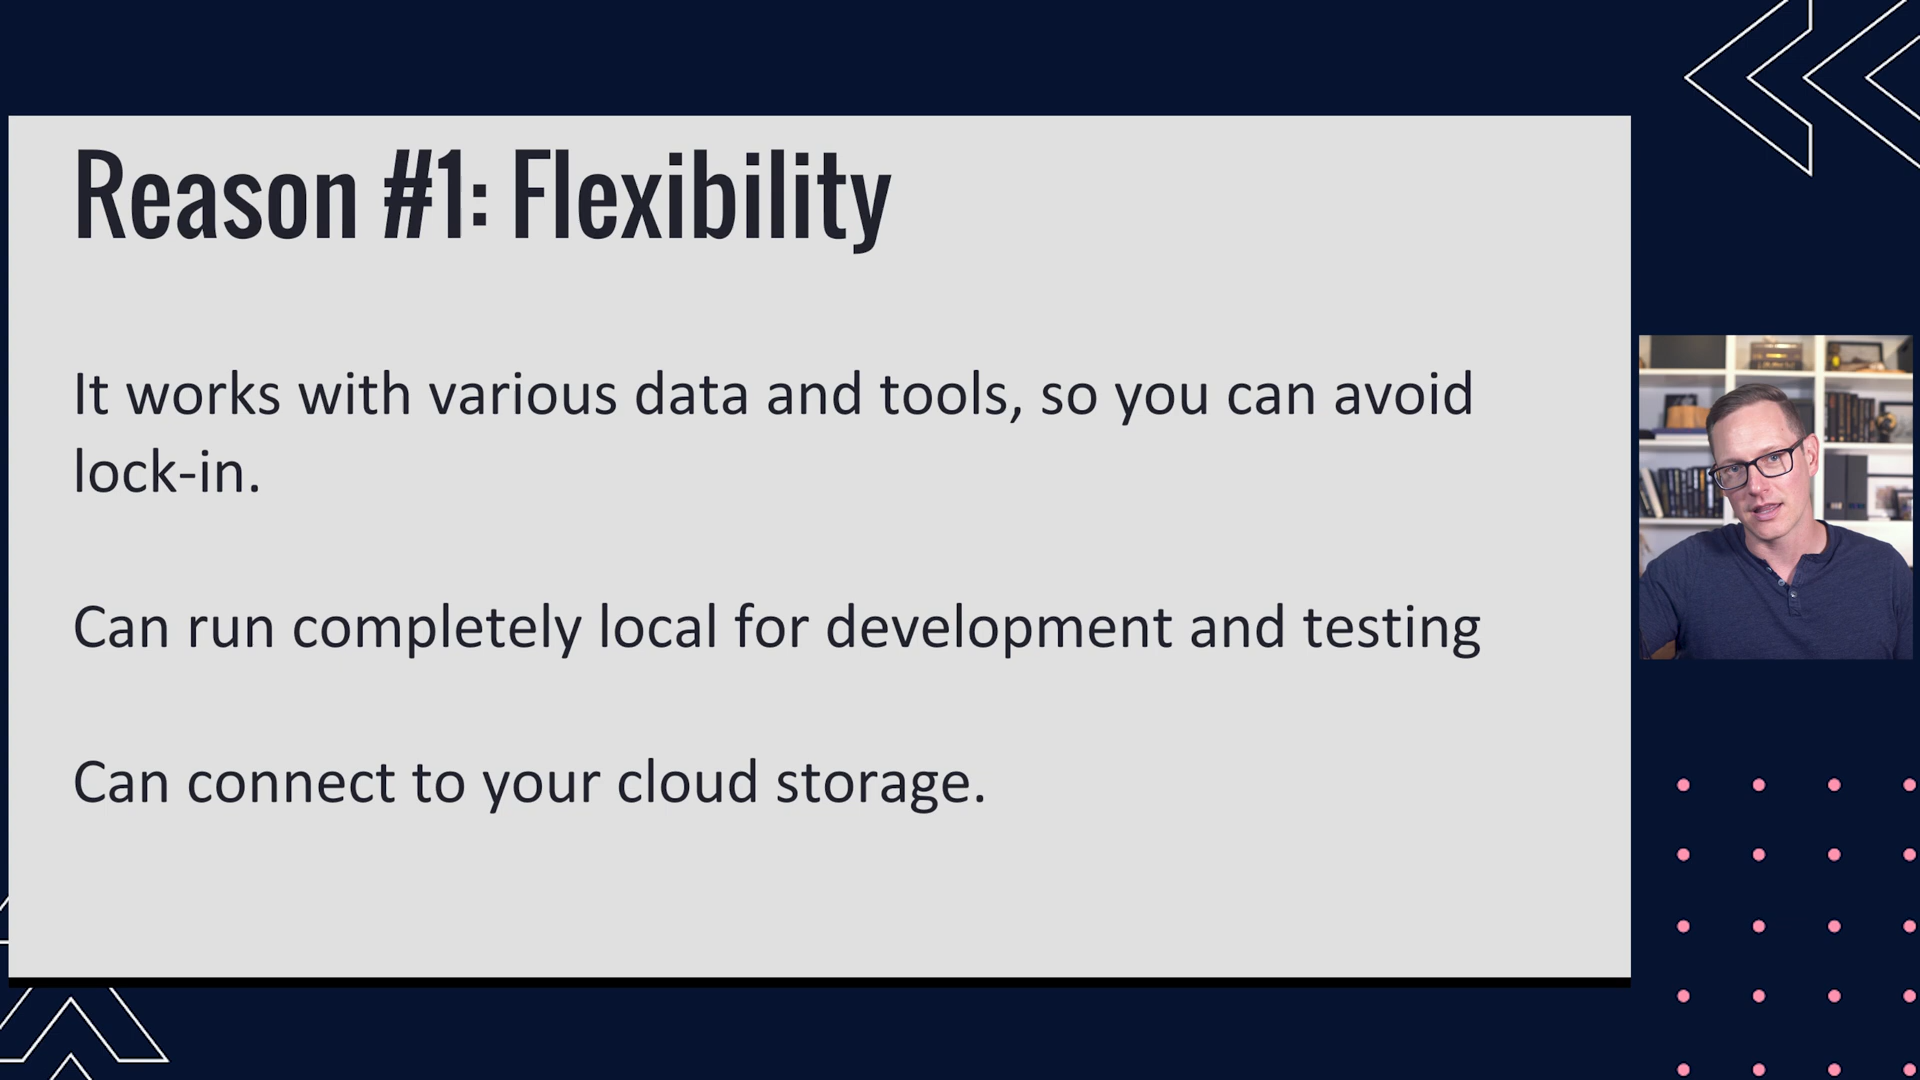 Reason #1: Flexibility
It works with various data and tools, so you can avoid
lock-in.
Can run completely local for development and testing
Can connect to your cloud storage.